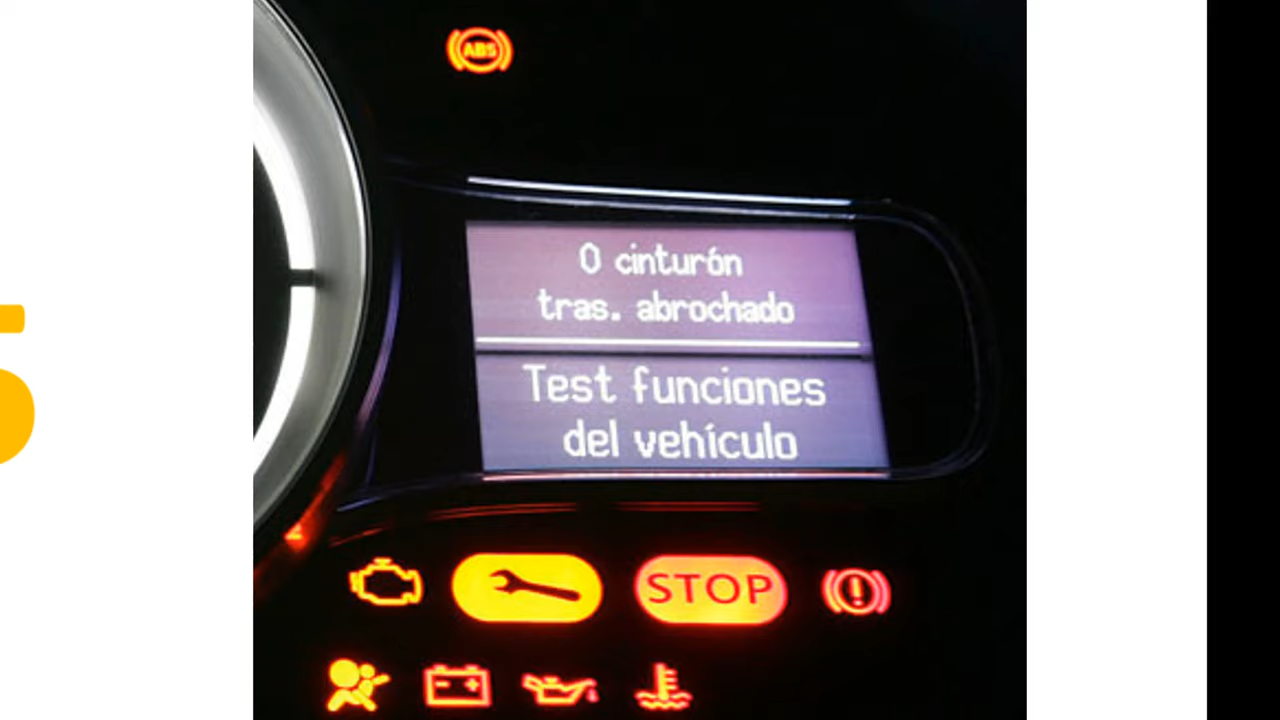 ABS
0 cinturón
tras. abrochado
Test funciones
del vehículo
STOP